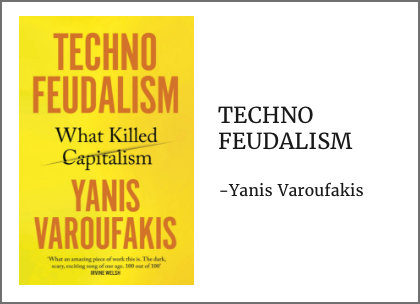 TECHNO
FEUDALISM
What Killed
Capitalism
YANIS
VAROUFAKIS
'What an amazing piece of work this is. The dark,
scary, exciting song of our age. 100 out of 100'
IRVINE WELSH
TECHNO
FEUDALISM
-Yanis Varoufakis